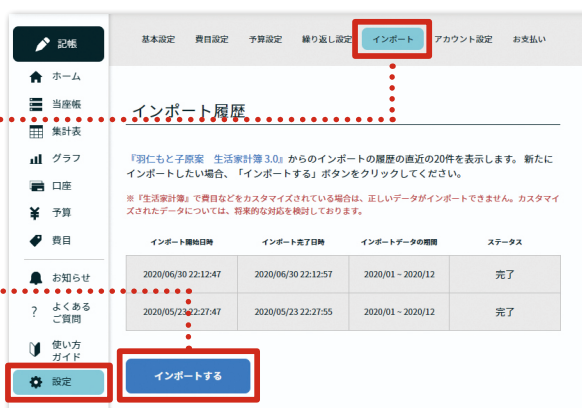 記帳
基本設定 費目設定 予算設定 繰り返し設定 インポート アカウント設定 お支払い
ホーム
当座帳
集計表
グラフ
口座
予算
費目
お知らせ
よくある
ご質問
使い方
ガイド
設定
インポート履歴
『羽仁もと子原案 生活家計簿 3.0』からのインポートの履歴の直近の20件を表示します。 新たに
インポートしたい場合、「インポートする」ボタンをクリックしてください。
※『生活家計簿』で費目などをカスタマイズされている場合は、正しいデータがインポートできません。カスタマイ
ズされたデータについては、将来的な対応を検討しております。
インポート開始日時 インポート完了日時 インポートデータの期間 ステータス
2020/06/30 22:12:47 2020/06/30 22:12:57 2020/01 ~ 2020/12 完了
2020/05/23 22:27:47 2020/05/23 22:27:55 2020/01 ~ 2020/12 完了
インポートする